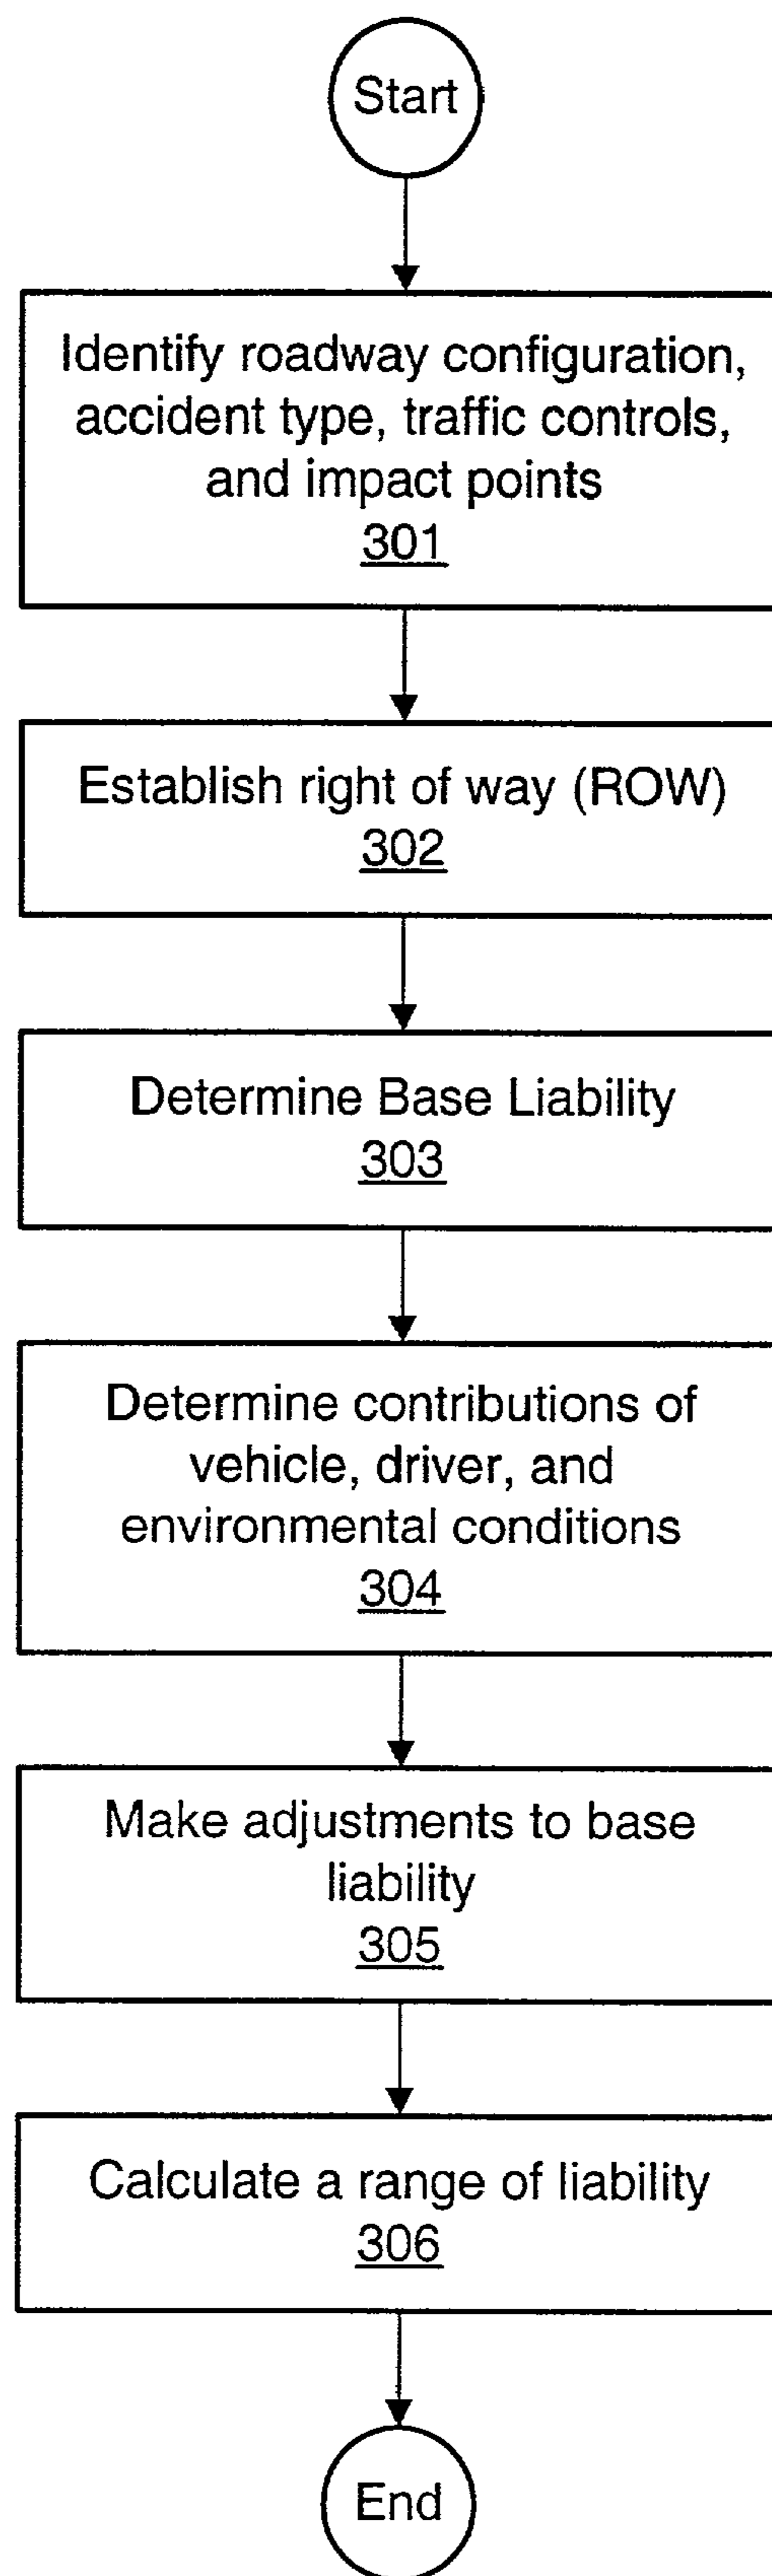 Start
Identify roadway configuration,
accident type, traffic controls,
and impact points
301
Establish right of way (ROW)
302
Determine Base Liability
303
Determine contributions of
vehicle, driver, and
environmental conditions
304
Make adjustments to base
liability
305
Calculate a range of liability
306
End